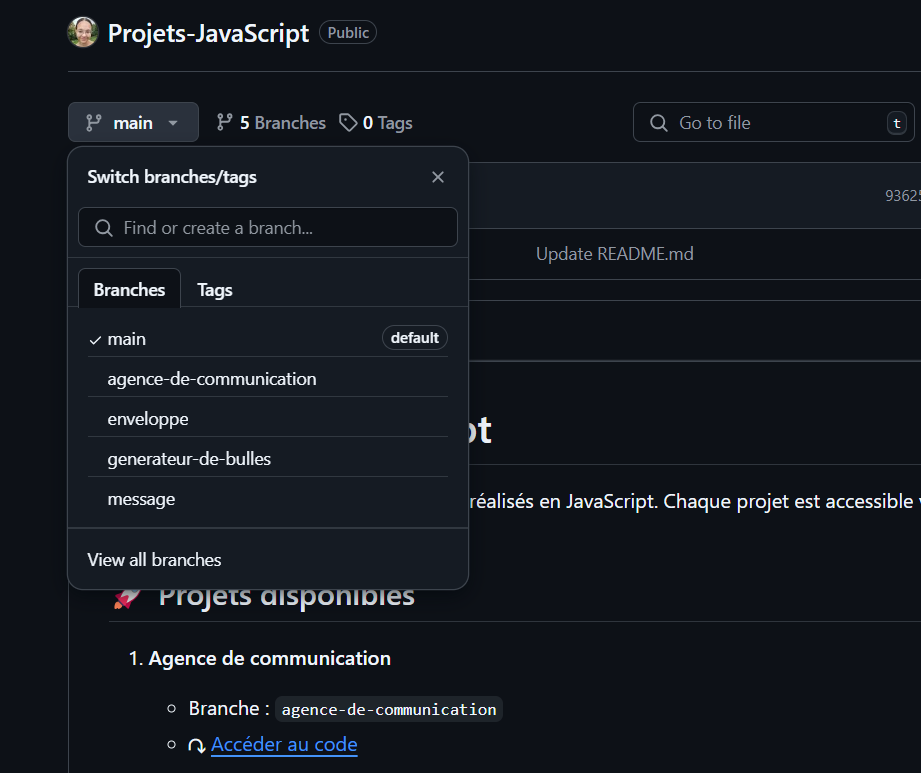 Projets-JavaScript Public
main 5 Branches 0 Tags Go to file t
Switch branches/tags
Find or create a branch...
Branches Tags
main default
agence-de-communication
enveloppe
generateur-de-bulles
message
View all branches
93625
Update README.md
pt
réalisés en JavaScript. Chaque projet est accessible
Projets disponibles
1. Agence de communication
Branche : agence-de-communication
Accéder au code